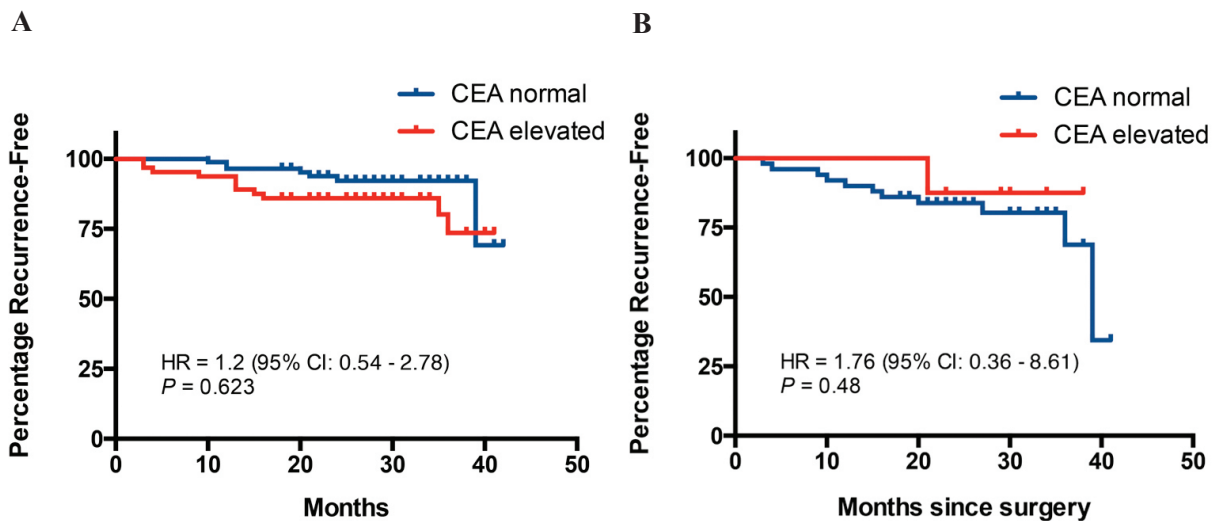 A
CEA normal
CEA elevated
Percentage Recurrence-Free
100
75
50
25
0
HR = 1.2 (95% CI: 0.54 - 2.78)
P = 0.623
0 10 20 30 40 50
Months
B
CEA normal
CEA elevated
Percentage Recurrence-Free
100
75
50
25
0
HR = 1.76 (95% CI: 0.36 - 8.61)
P = 0.48
0 10 20 30 40 50
Months since surgery